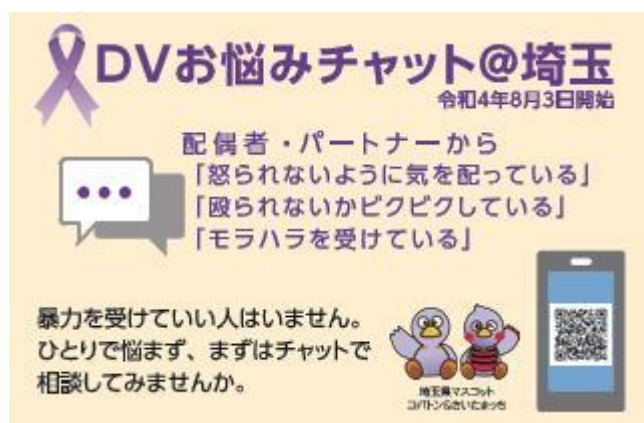 DVお悩みチャット@埼玉
令和4年8月3日開始
配偶者・パートナーから
「怒られないように気を配っている」
「殴られないかビクビクしている」
「モラハラを受けている」
暴力を受けていい人はいません。
ひとりで悩まず、まずはチャットで
相談してみませんか。
埼玉県マスコット
コバトン&さいたまっち